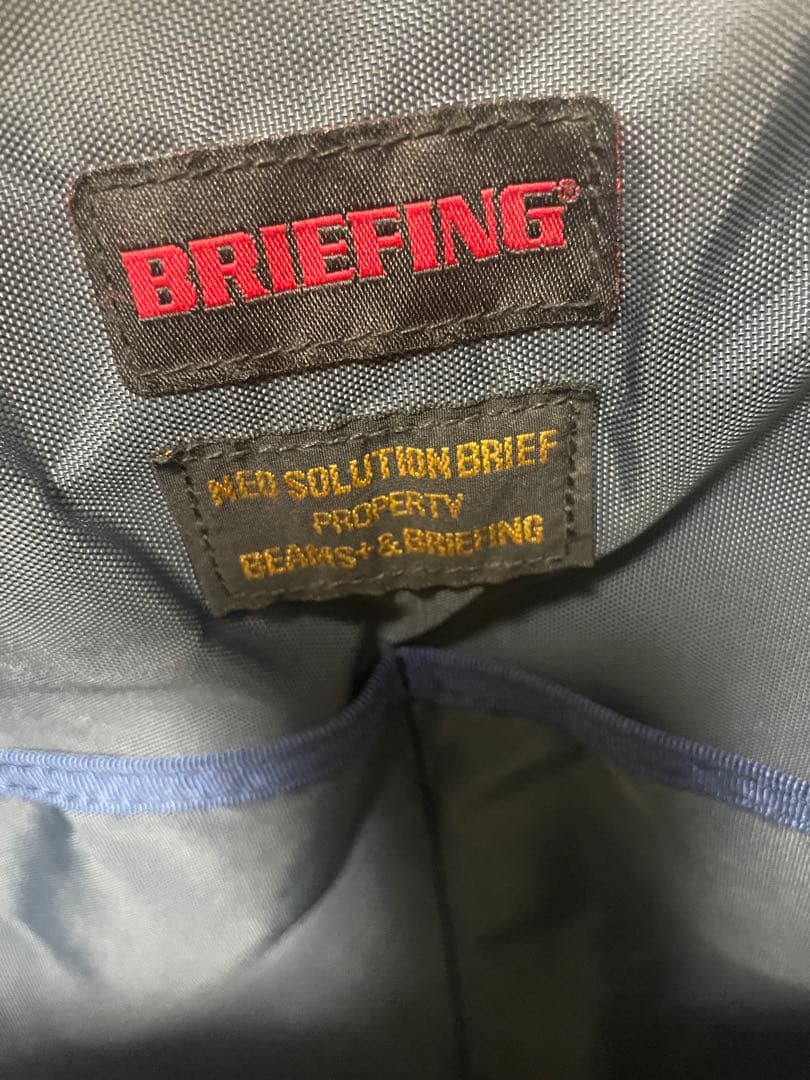 BRIEFING®
NEO SOLUTION BRIEF
PROPERTY
BEAMS+ & BRIEFING